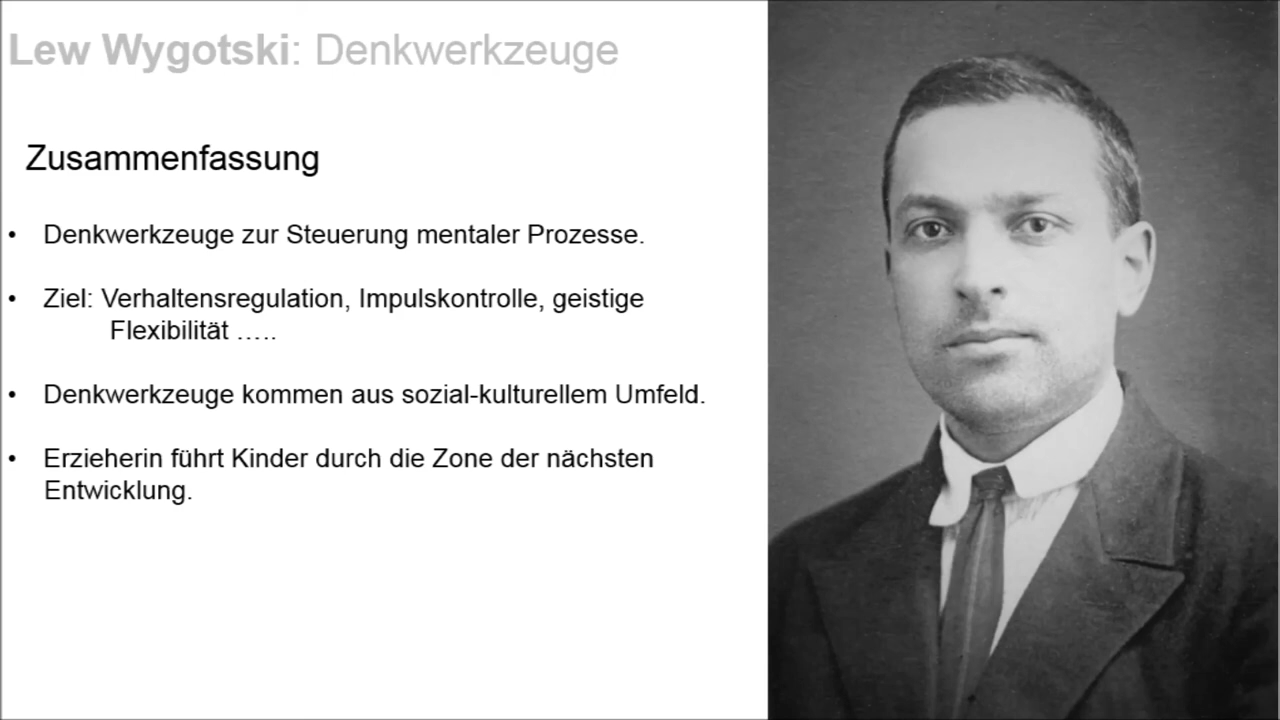 Lew Wygotski: Denkwerkzeuge
Zusammenfassung
• Denkwerkzeuge zur Steuerung mentaler Prozesse.
• Ziel: Verhaltensregulation, Impulskontrolle, geistige
Flexibilität …..
• Denkwerkzeuge kommen aus sozial-kulturellem Umfeld.
• Erzieherin führt Kinder durch die Zone der nächsten
Entwicklung.